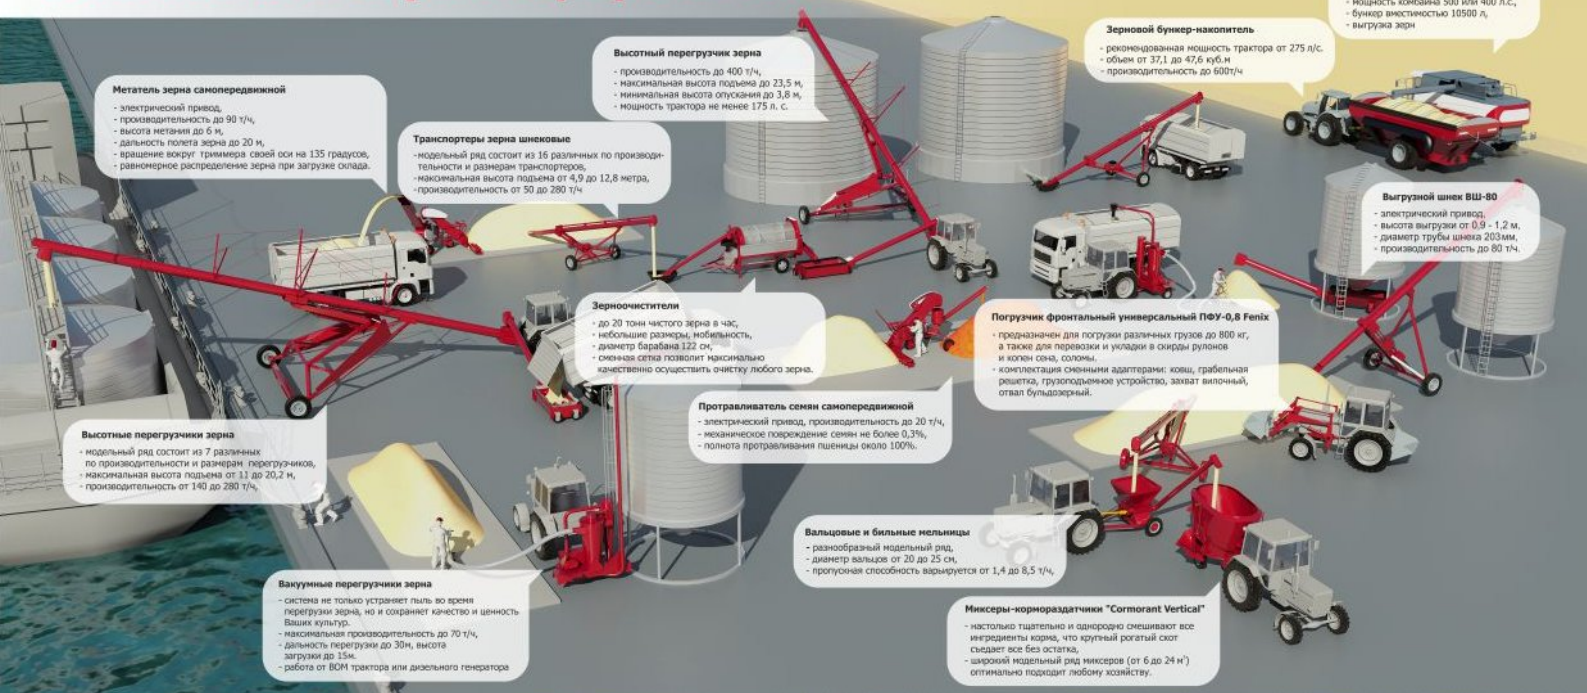 - мощность комбайна 500 или 400 л.с.,
- бункер вместимостью 10500 л,
- выгрузка зерн
Зерновой бункер-накопитель
- рекомендованная мощность трактора от 275 л/с.
- объем от 37,1 до 47,6 куб.м
- производительность до 600т/ч
Высотный перегрузчик зерна
- производительность до 400 т/ч,
- максимальная высота подъема до 23,5 м,
- минимальная высота опускания до 3,8 м,
- мощность трактора не менее 175 л. с.
Метатель зерна самопередвижной
- электрический привод,
- производительность до 90 т/ч,
- высота метания до 6 м,
- дальность полета зерна до 20 м,
- вращение вокруг триммера своей оси на 135 градусов,
- равномерное распределение зерна при загрузке склада.
Транспортеры зерна шнековые
-модельный ряд состоит из 16 различных по производи-
тельности и размерам транспортеров,
-максимальная высота подъема от 4,9 до 12,8 метра,
-производительность от 50 до 280 т/ч
Выгрузной шнек ВШ-80
- электрический привод,
- высота выгрузки от 0,9 - 1,2 м,
- диаметр трубы шнека 203мм,
- производительность до 80 т/ч.
Зерноочистители
- до 20 тонн чистого зерна в час,
- небольшие размеры, мобильность,
- диаметр барабана 122 см,
- сменная сетка позволит максимально
качественно осуществить очистку любого зерна.
Погрузчик фронтальный универсальный ПФУ-0,8 Fenix
- предназначен для погрузки различных грузов до 800 кг,
а также для перевозки и укладки в скирды рулонов
и копен сена, соломы.
- комплектация сменными адаптерами: ковш, грабельная
решетка, грузоподъемное устройство, захват вилочный,
отвал бульдозерный.
Протравливатель семян самопередвижной
- электрический привод, производительность до 20 т/ч,
- механическое повреждение семян не более 0,3%,
- полнота протравливания пшеницы около 100%.
Высотные перегрузчики зерна
- модельный ряд состоит из 7 различных
по производительности и размерам перегрузчиков,
- максимальная высота подъема от 11 до 20,2 м,
- производительность от 140 до 280 т/ч,
Вальцовые и бильные мельницы
- разнообразный модельный ряд,
- диаметр вальцов от 20 до 25 см,
- пропускная способность варьируется от 1,4 до 8,5 т/ч,
Вакуумные перегрузчики зерна
- система не только устраняет пыль во время
перегрузки зерна, но и сохраняет качество и ценность
Ваших культур.
- максимальная производительность до 70 т/ч,
- дальность перегрузки до 30м, высота
загрузки до 15м.
- работа от ВОМ трактора или дизельного генератора
Миксеры-кормораздатчики "Cormorant Vertical"
- настолько тщательно и однородно смешивают все
ингредиенты корма, что крупный рогатый скот
съедает все без остатка,
- широкий модельный ряд миксеров (от 6 до 24 м³)
оптимально подходит любому хозяйству.